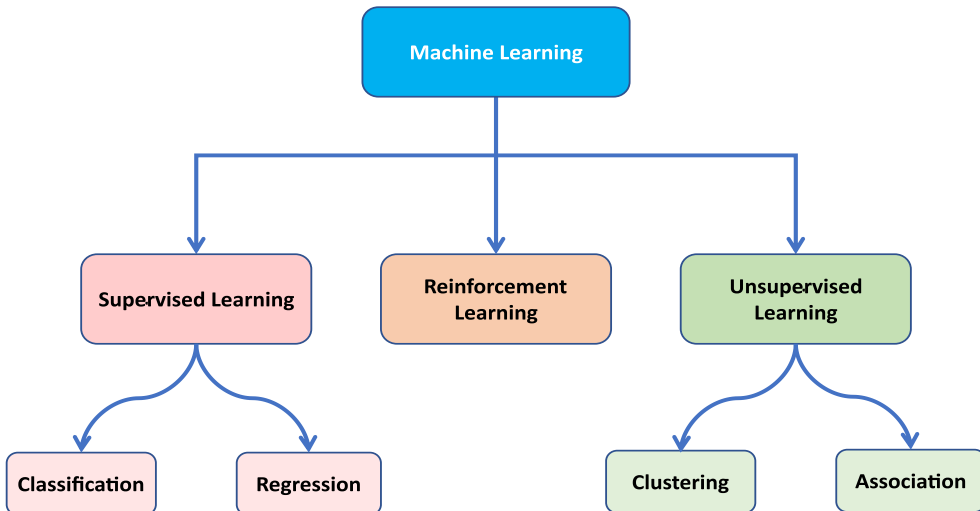 Machine Learning
Supervised Learning
Reinforcement
Learning
Unsupervised
Learning
Classification
Regression
Clustering
Association